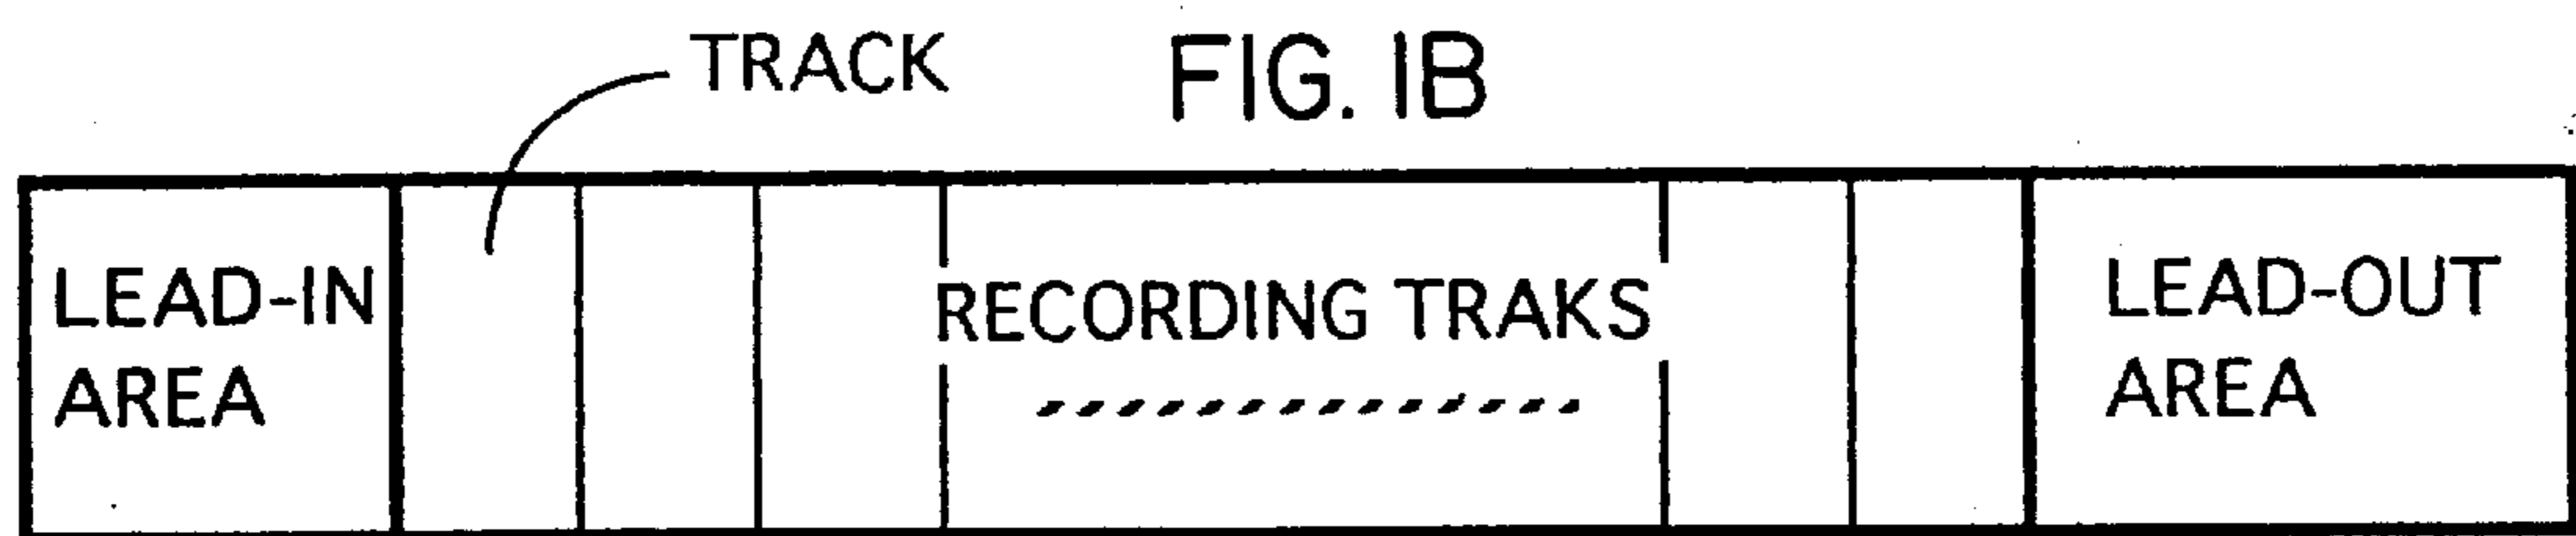 TRACK
FIG. 1B
LEAD-IN
AREA
RECORDING TRAKS
LEAD-OUT
AREA